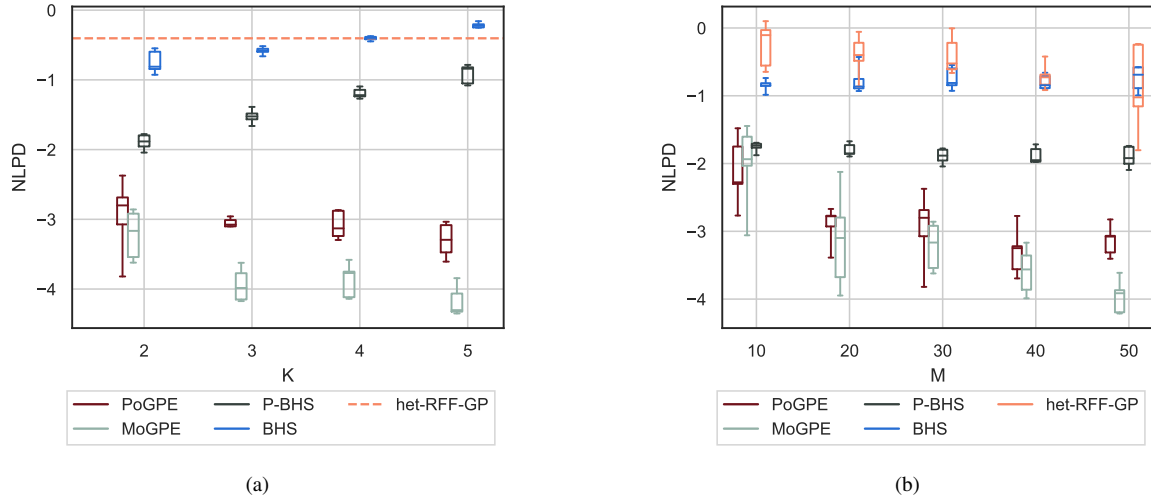 0
−1
−2
−3
−4
NLPD
2 3 4 5
K
PoGPE P-BHS het-RFF-GP
MoGPE BHS
(a)
0
−1
−2
−3
−4
NLPD
10 20 30 40 50
M
PoGPE P-BHS het-RFF-GP
MoGPE BHS
(b)